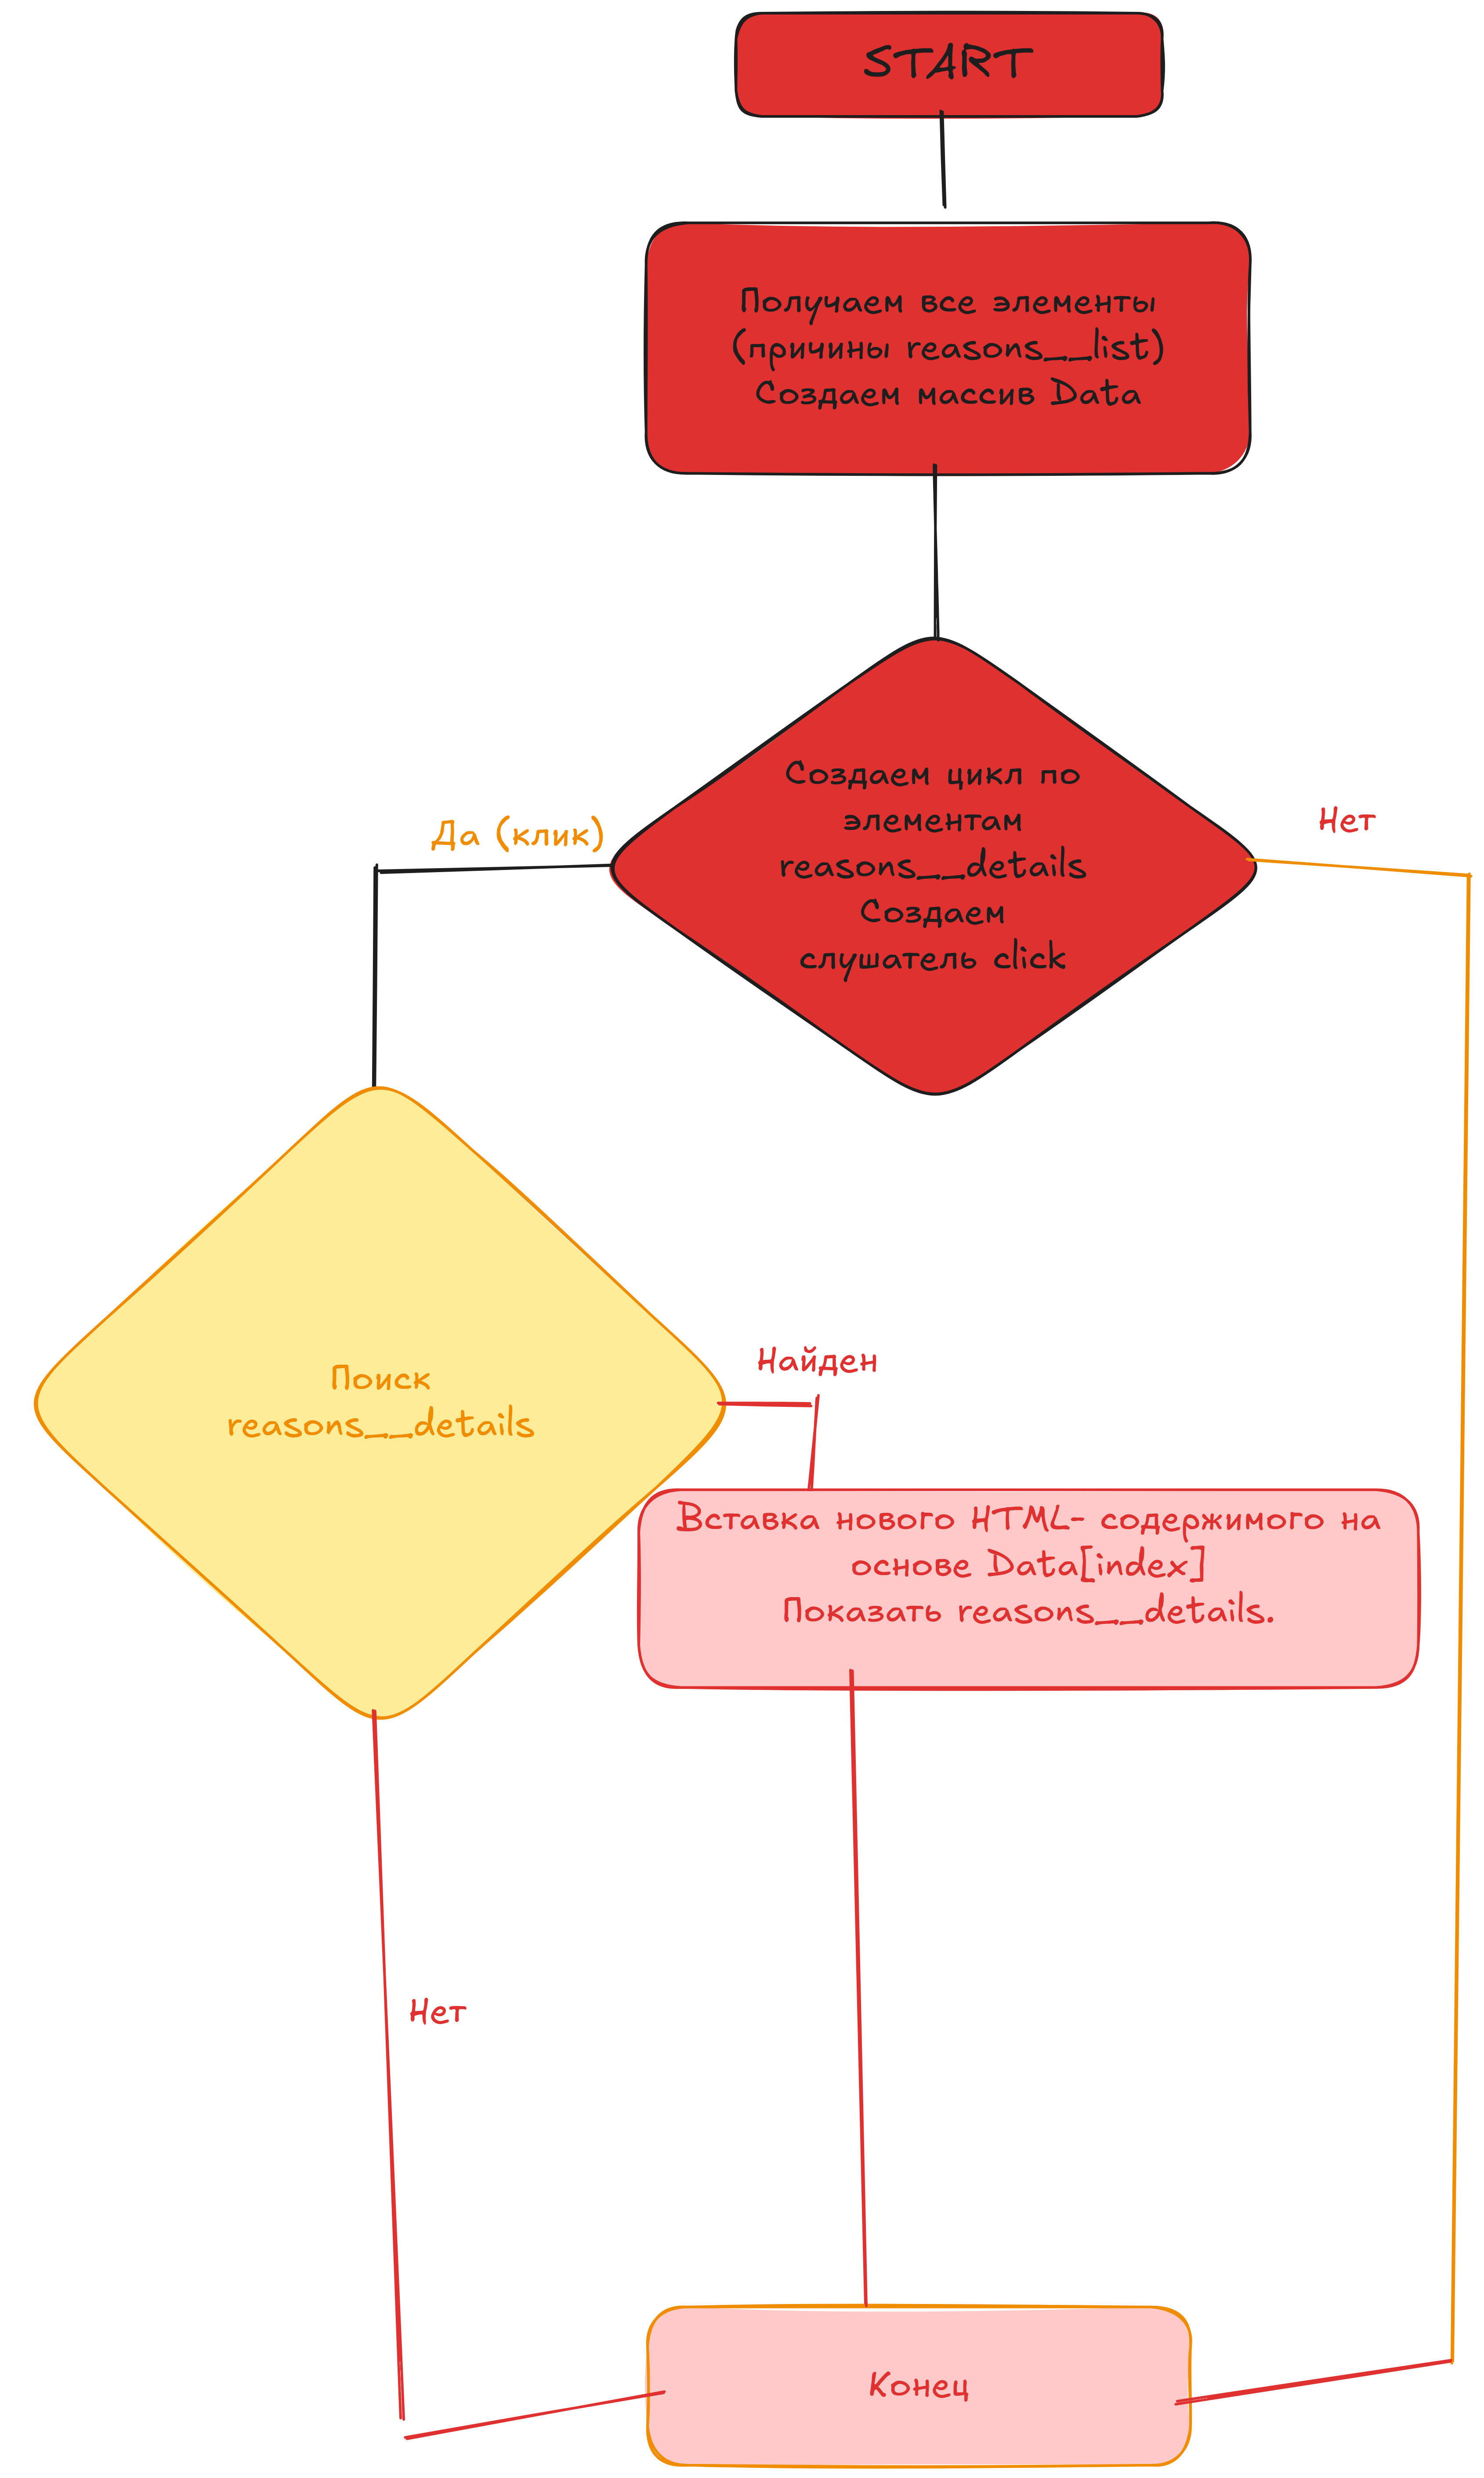 START
Получаем все элементы
(причины reasons__list)
Создаем массив Data
Создаем цикл по
элементам
reasons__details
Создаем
слушатель click
Да (клик)
Нет
Поиск
reasons__details
Найден
Вставка нового HTML- содержимого на
основе Data[index]
Показать reasons__details.
Нет
Конец